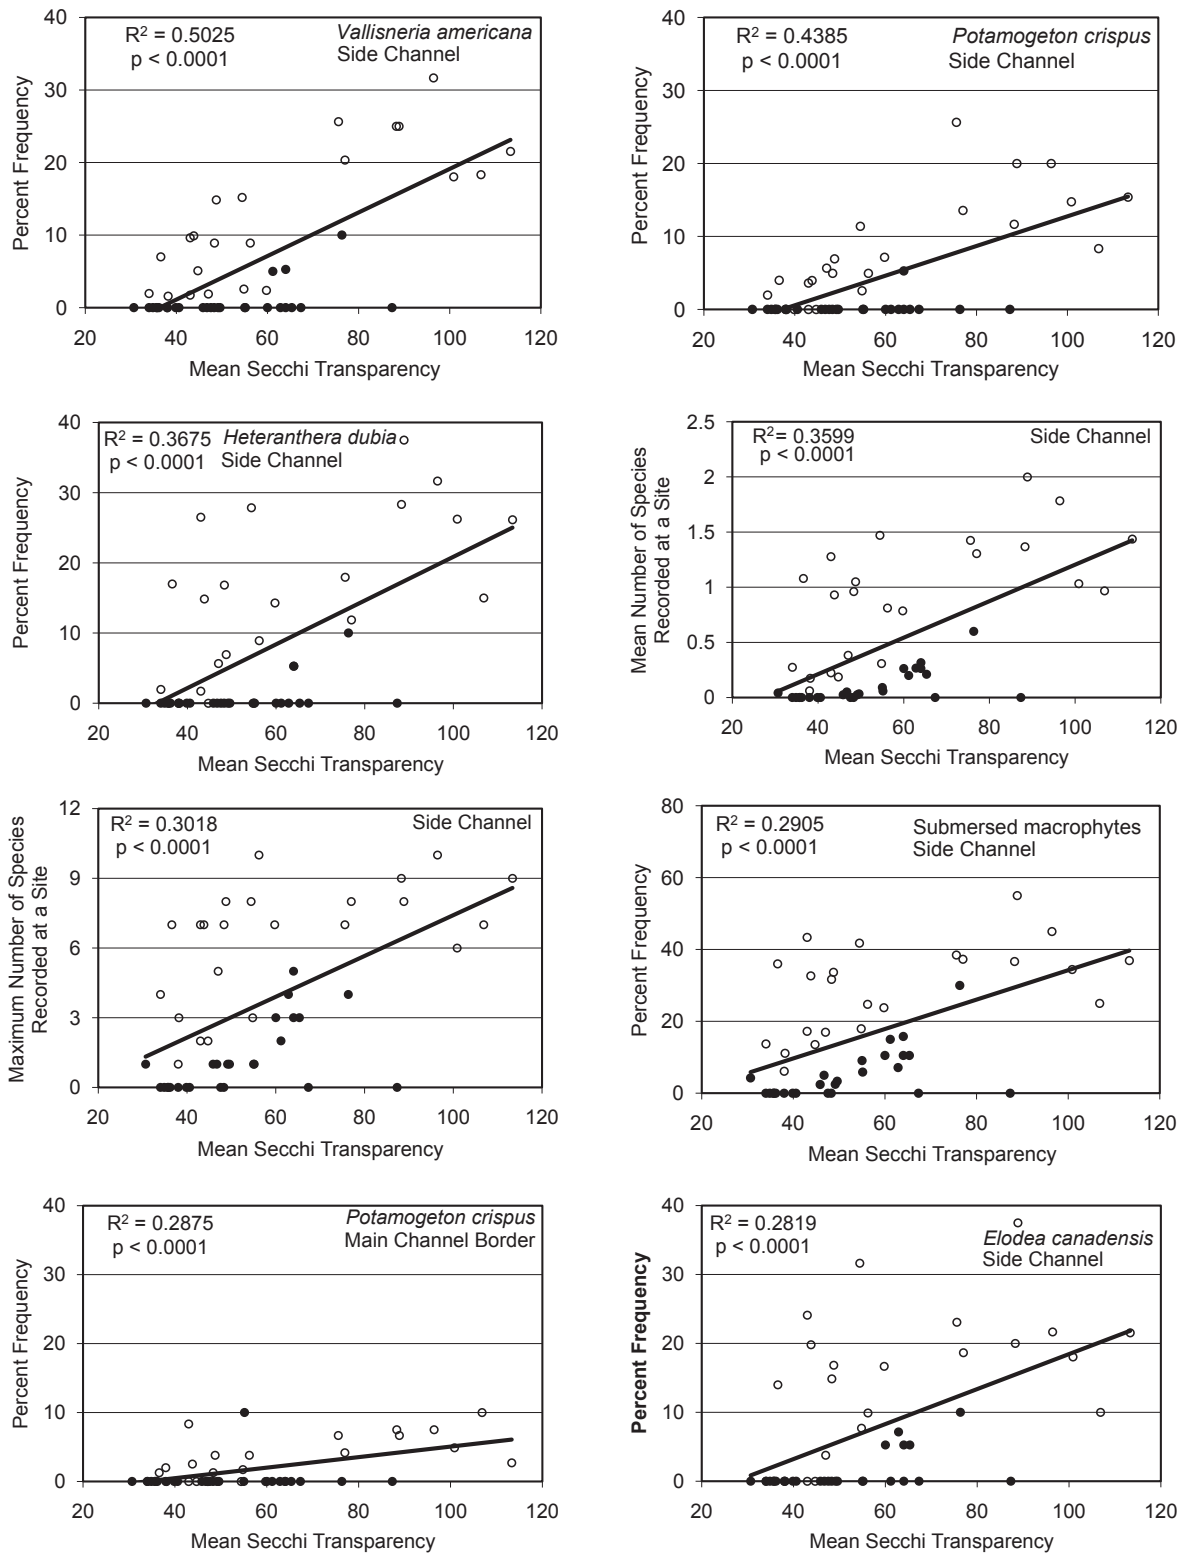 R² = 0.5025
p < 0.0001
Vallisneria americana
Side Channel
Percent Frequency
40
30
20
10
0
20 40 60 80 100 120
Mean Secchi Transparency
R² = 0.4385
p < 0.0001
Potamogeton crispus
Side Channel
Percent Frequency
40
30
20
10
0
20 40 60 80 100 120
Mean Secchi Transparency
R² = 0.3675
p < 0.0001
Heteranthera dubia
Side Channel
Percent Frequency
40
30
20
10
0
20 40 60 80 100 120
Mean Secchi Transparency
R²= 0.3599
p < 0.0001
Side Channel
Mean Number of Species
Recorded at a Site
2.5
2
1.5
1
0.5
0
20 40 60 80 100 120
Mean Secchi Transparency
R² = 0.3018
p < 0.0001
Side Channel
Maximum Number of Species
Recorded at a Site
12
9
6
3
0
20 40 60 80 100 120
Mean Secchi Transparency
R² = 0.2905
p < 0.0001
Submersed macrophytes
Side Channel
Percent Frequency
80
60
40
20
0
20 40 60 80 100 120
Mean Secchi Transparency
R² = 0.2875
p < 0.0001
Potamogeton crispus
Main Channel Border
Percent Frequency
40
30
20
10
0
20 40 60 80 100 120
Mean Secchi Transparency
R² = 0.2819
p < 0.0001
Elodea canadensis
Side Channel
Percent Frequency
40
30
20
10
0
20 40 60 80 100 120
Mean Secchi Transparency